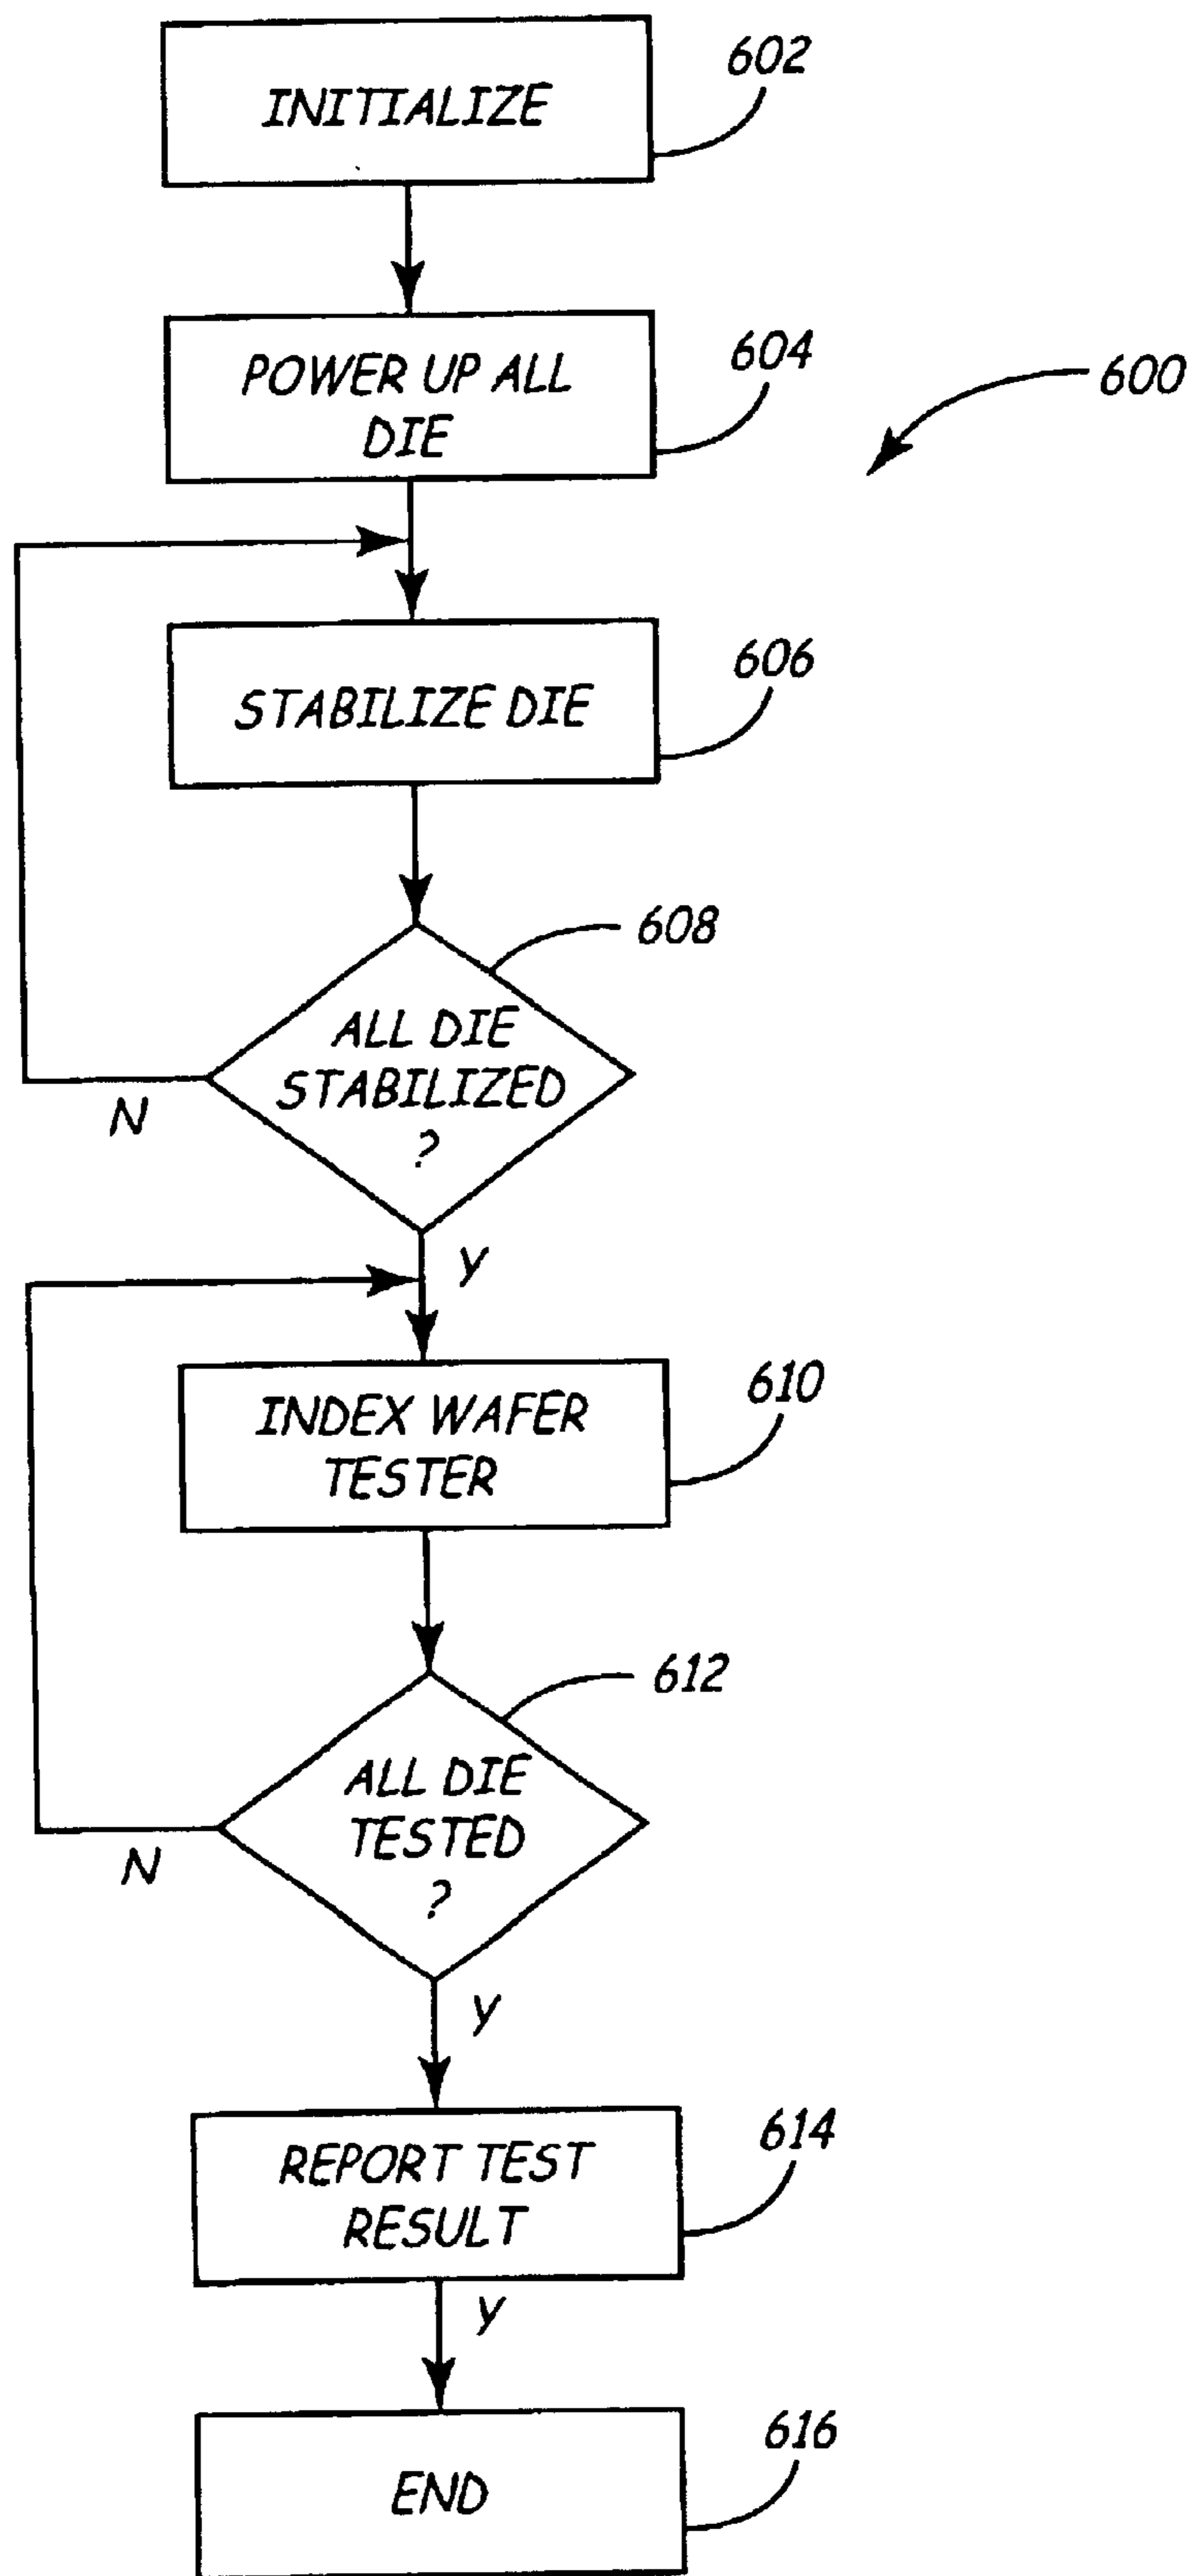 INITIALIZE
602
POWER UP ALL
DIE
604
600
STABILIZE DIE
606
608
ALL DIE
STABILIZED
?
N
Y
INDEX WAFER
TESTER
610
612
ALL DIE
TESTED
?
N
Y
REPORT TEST
RESULT
614
Y
END
616